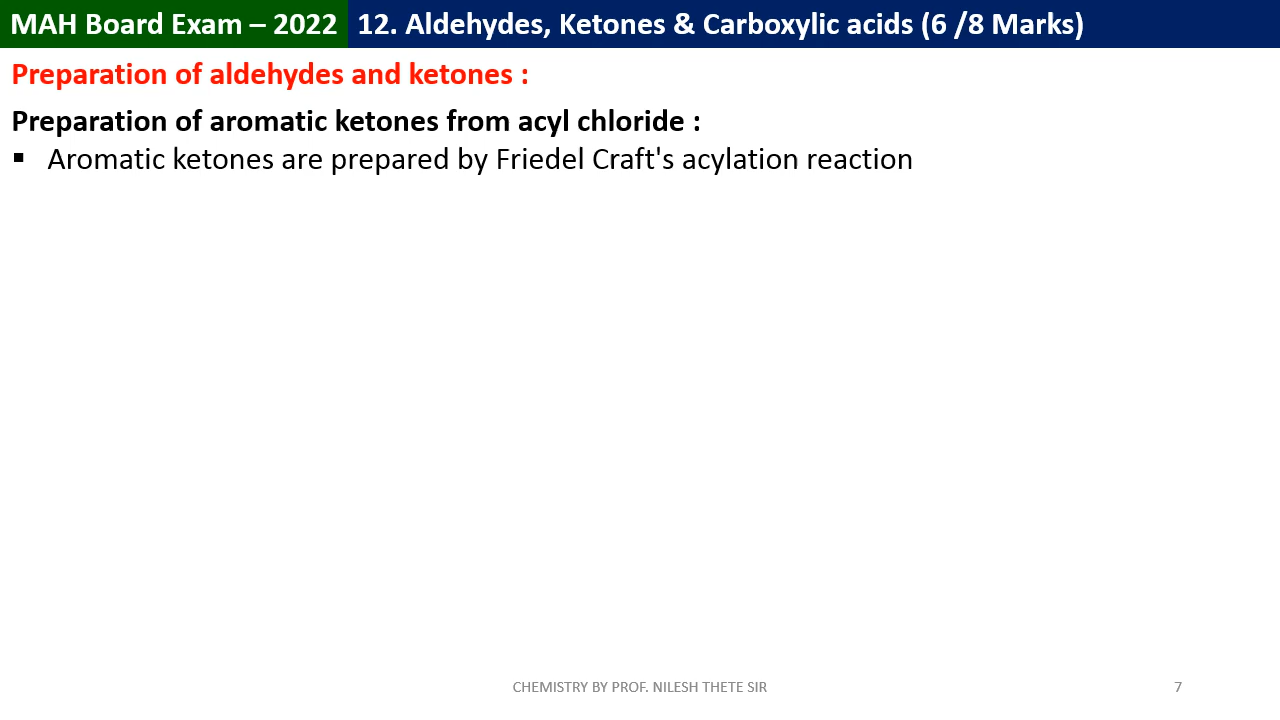 MAH Board Exam – 2022 12. Aldehydes, Ketones & Carboxylic acids (6 /8 Marks)
Preparation of aldehydes and ketones :
Preparation of aromatic ketones from acyl chloride :
▪ Aromatic ketones are prepared by Friedel Craft's acylation reaction
CHEMISTRY BY PROF. NILESH THETE SIR 7